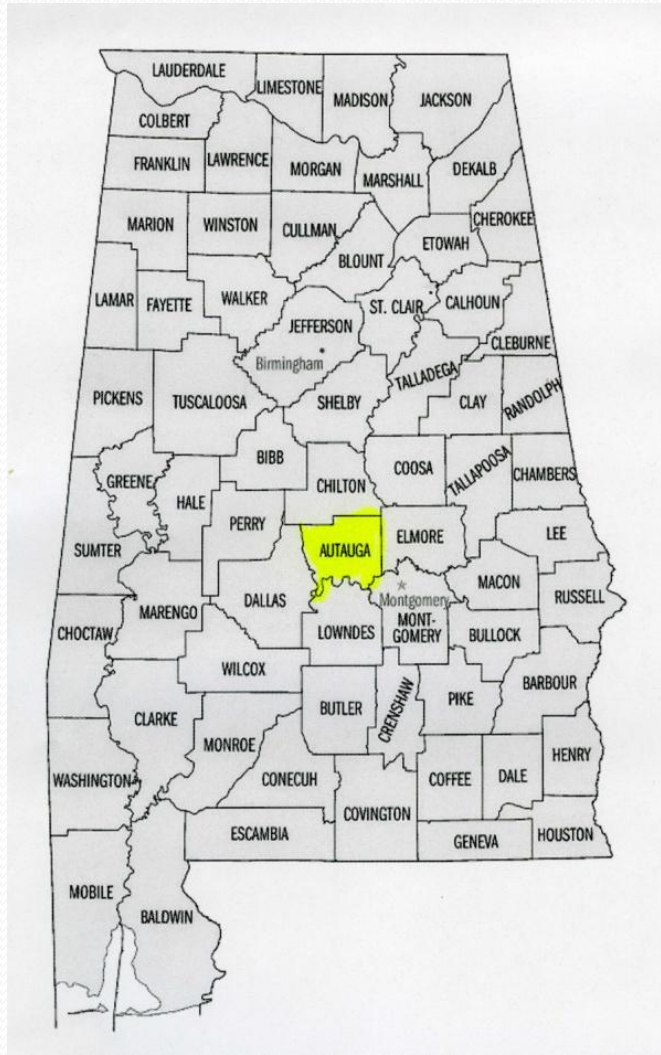 LAUDERDALE
LIMESTONE
MADISON
JACKSON
COLBERT
FRANKLIN
LAWRENCE
MORGAN
MARSHALL
DEKALB
MARION
WINSTON
CULLMAN
BLOUNT
ETOWAH
CHEROKEE
LAMAR
FAYETTE
WALKER
JEFFERSON
ST. CLAIR
CALHOUN
CLEBURNE
Birmingham
PICKENS
TUSCALOOSA
SHELBY
TALLADEGA
CLAY
RANDOLPH
GREENE
HALE
BIBB
CHILTON
COOSA
TALLAPOOSA
CHAMBERS
SUMTER
PERRY
AUTAUGA
ELMORE
LEE
MACON
RUSSELL
CHOCTAW
MARENGO
DALLAS
LOWNDES
Montgomery
MONT-
GOMERY
BULLOCK
WILCOX
CLARKE
BUTLER
CRENSHAW
PIKE
BARBOUR
MONROE
WASHINGTON
CONECUH
COVINGTON
COFFEE
DALE
HENRY
ESCAMBIA
GENEVA
HOUSTON
MOBILE
BALDWIN